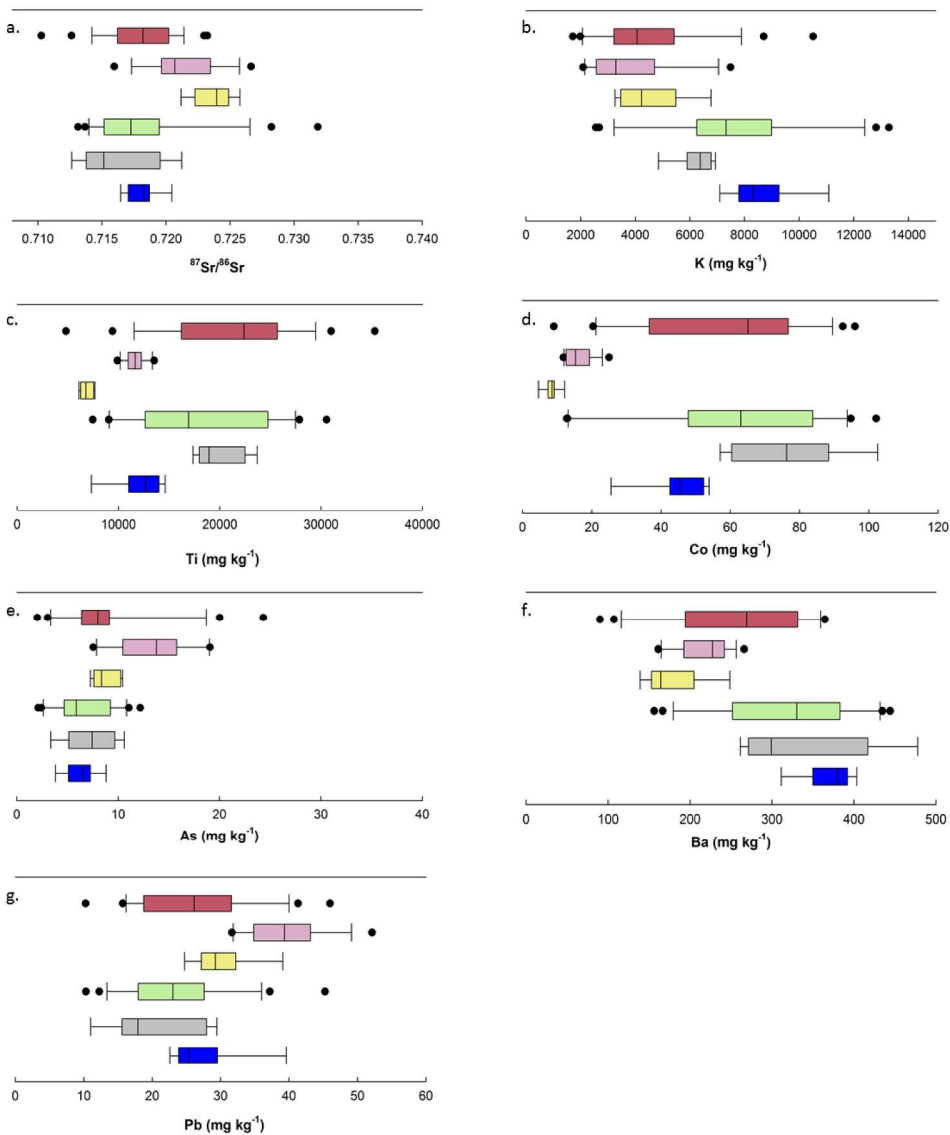 a.
0.710 0.715 0.720 0.725 0.730 0.735 0.740
⁸⁷Sr/⁸⁶Sr
b.
0 2000 4000 6000 8000 10000 12000 14000
K (mg kg⁻¹)
c.
0 10000 20000 30000 40000
Ti (mg kg⁻¹)
d.
0 20 40 60 80 100 120
Co (mg kg⁻¹)
e.
0 10 20 30 40
As (mg kg⁻¹)
f.
0 100 200 300 400 500
Ba (mg kg⁻¹)
g.
0 10 20 30 40 50 60
Pb (mg kg⁻¹)